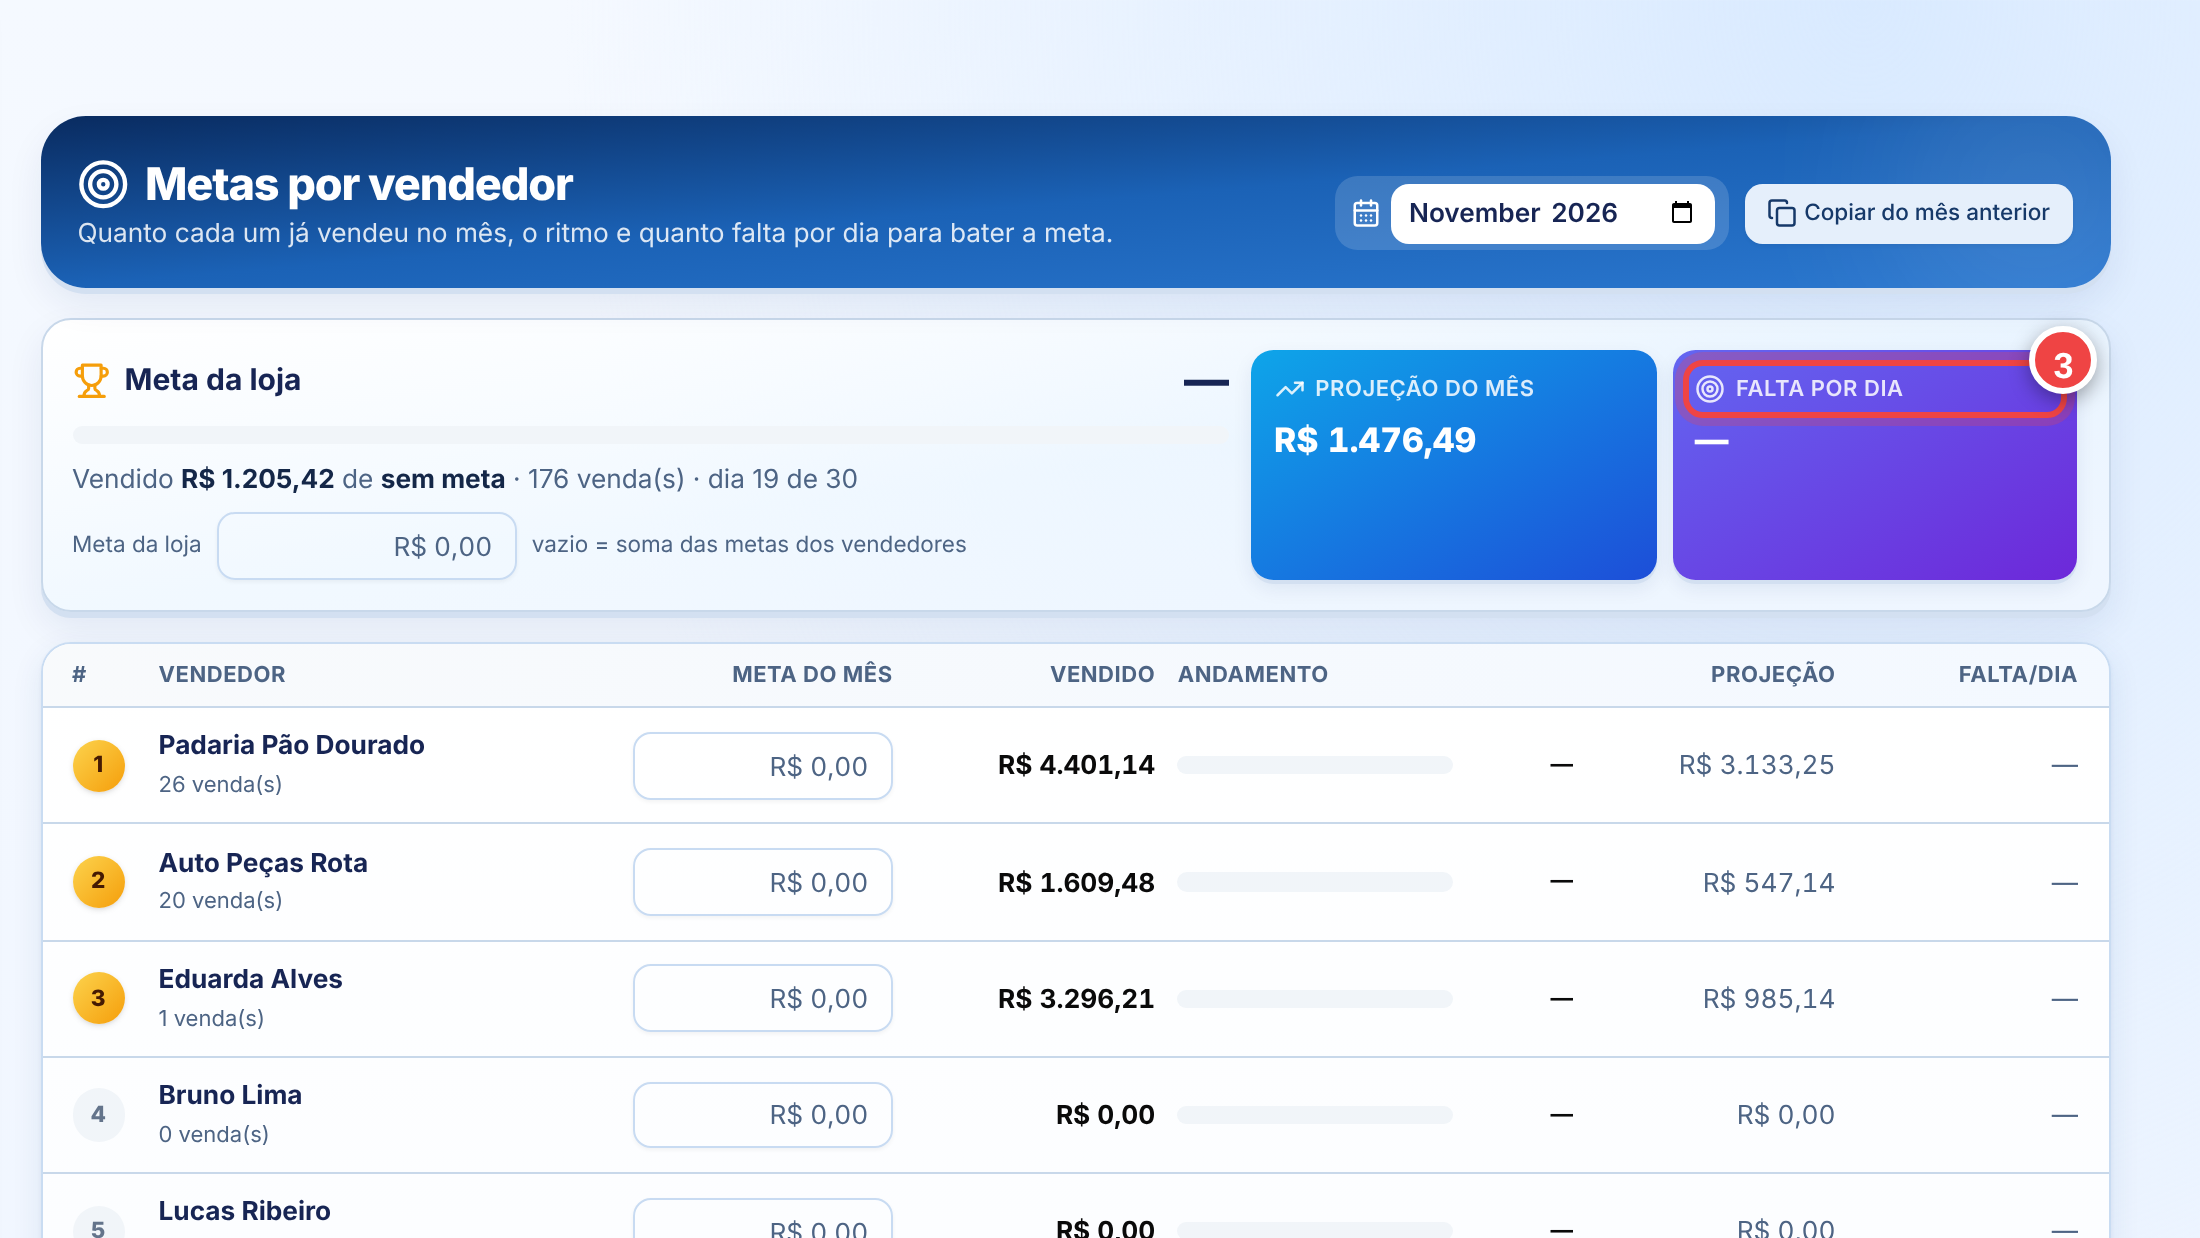 Metas por vendedor
Quanto cada um já vendeu no mês, o ritmo e quanto falta por dia para bater a meta.
November 2026
Copiar do mês anterior
Meta da loja
—
Vendido R$ 1.205,42 de sem meta · 176 venda(s) · dia 19 de 30
Meta da loja R$ 0,00 vazio = soma das metas dos vendedores
PROJEÇÃO DO MÊS
R$ 1.476,49
3
FALTA POR DIA
—
# VENDEDOR META DO MÊS VENDIDO ANDAMENTO PROJEÇÃO FALTA/DIA
1 Padaria Pão Dourado R$ 0,00 R$ 4.401,14 — R$ 3.133,25 —
26 venda(s)
2 Auto Peças Rota R$ 0,00 R$ 1.609,48 — R$ 547,14 —
20 venda(s)
3 Eduarda Alves R$ 0,00 R$ 3.296,21 — R$ 985,14 —
1 venda(s)
4 Bruno Lima R$ 0,00 R$ 0,00 — R$ 0,00 —
0 venda(s)
5 Lucas Ribeiro R$ 0,00 R$ 0,00 — R$ 0,00 —